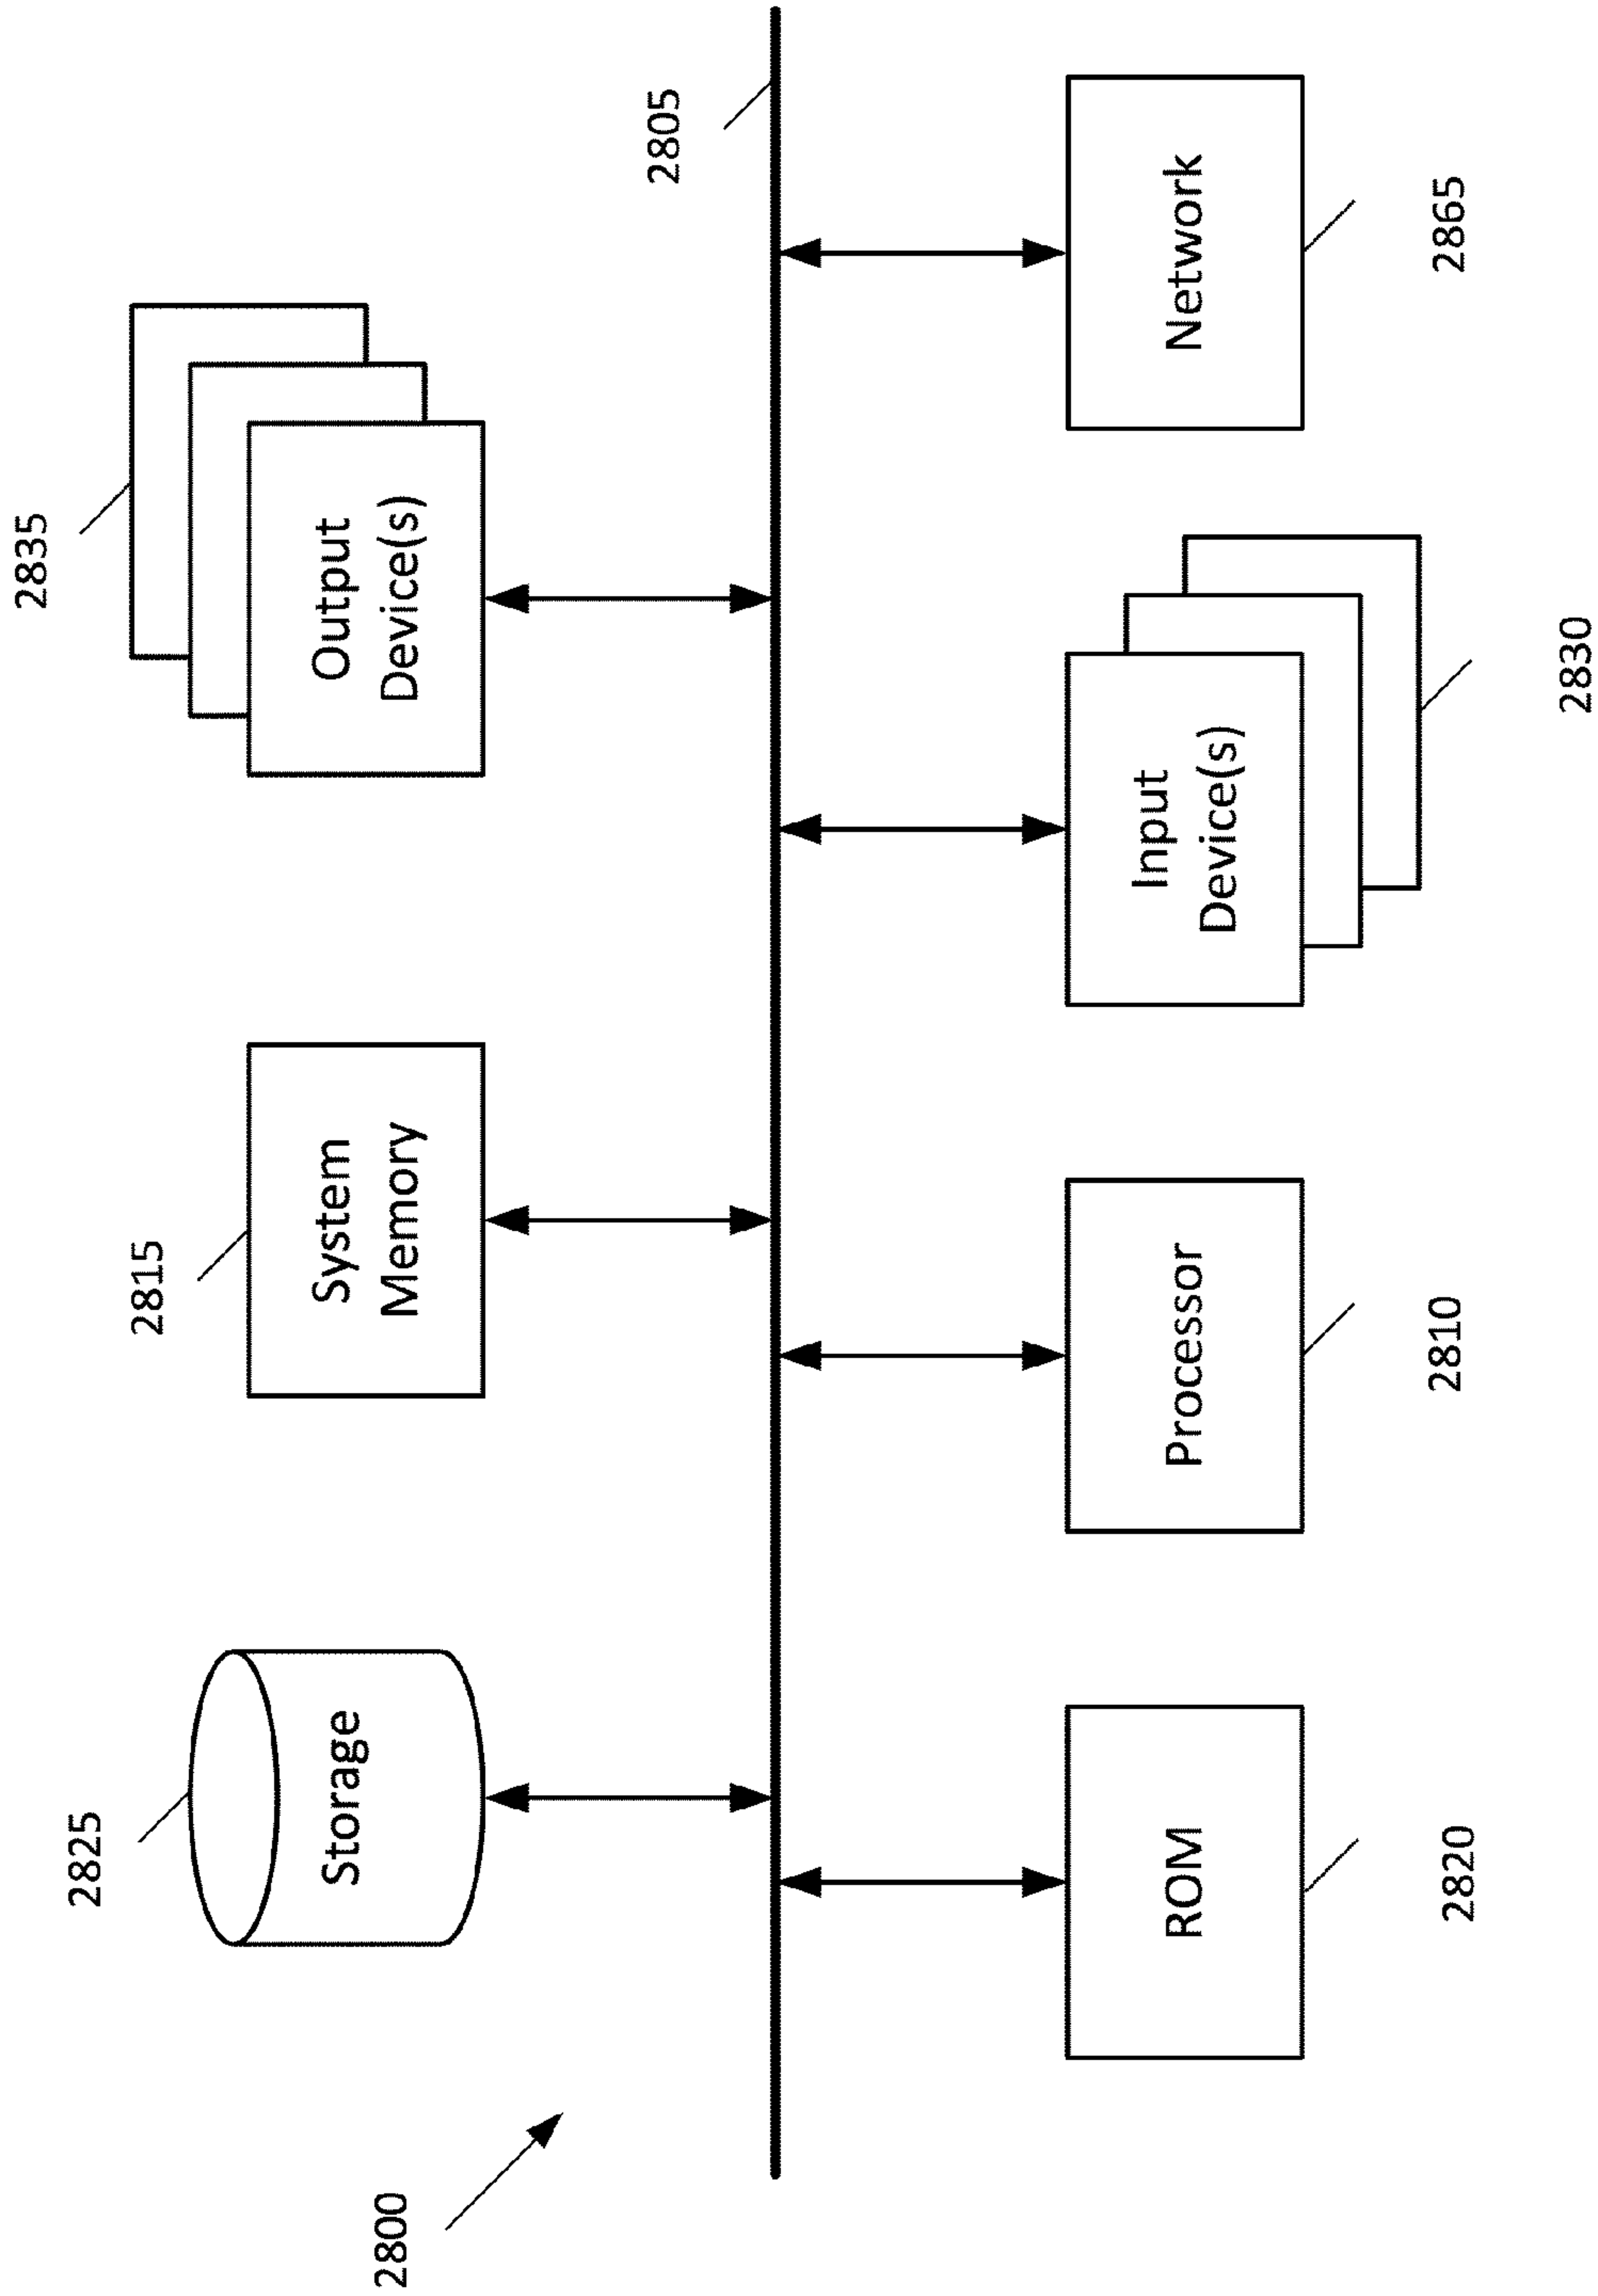 2835
Output
Device(s)
2805
Network
2865
2815
System
Memory
Input
Device(s)
2830
2825
Storage
Processor
2810
ROM
2820
2800